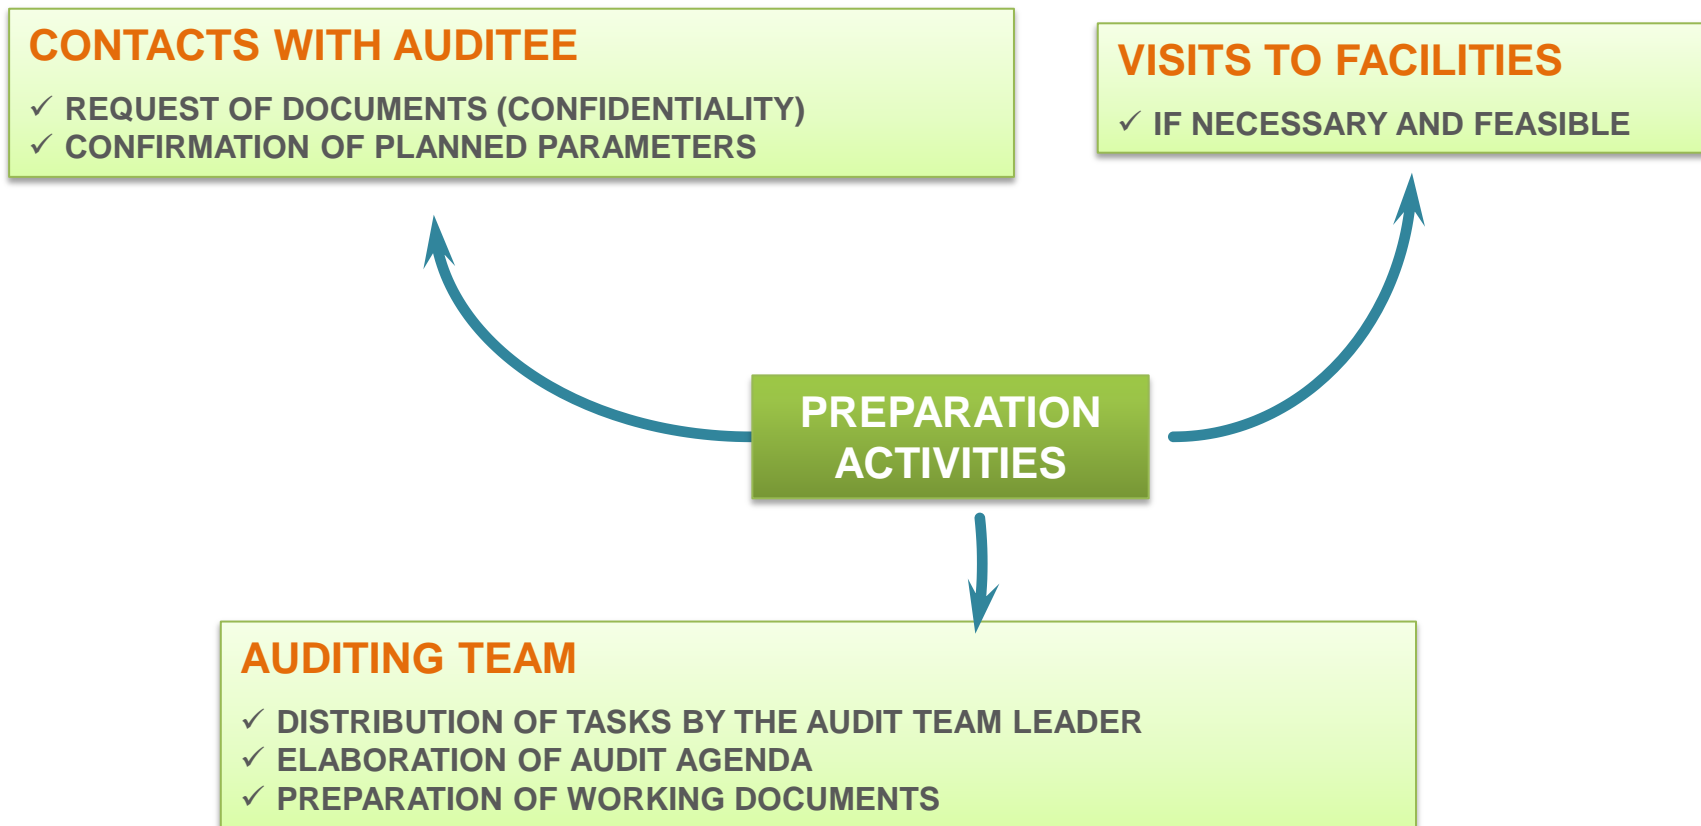 CONTACTS WITH AUDITEE
✓ REQUEST OF DOCUMENTS (CONFIDENTIALITY)
✓ CONFIRMATION OF PLANNED PARAMETERS
VISITS TO FACILITIES
✓ IF NECESSARY AND FEASIBLE
PREPARATION
ACTIVITIES
AUDITING TEAM
✓ DISTRIBUTION OF TASKS BY THE AUDIT TEAM LEADER
✓ ELABORATION OF AUDIT AGENDA
✓ PREPARATION OF WORKING DOCUMENTS